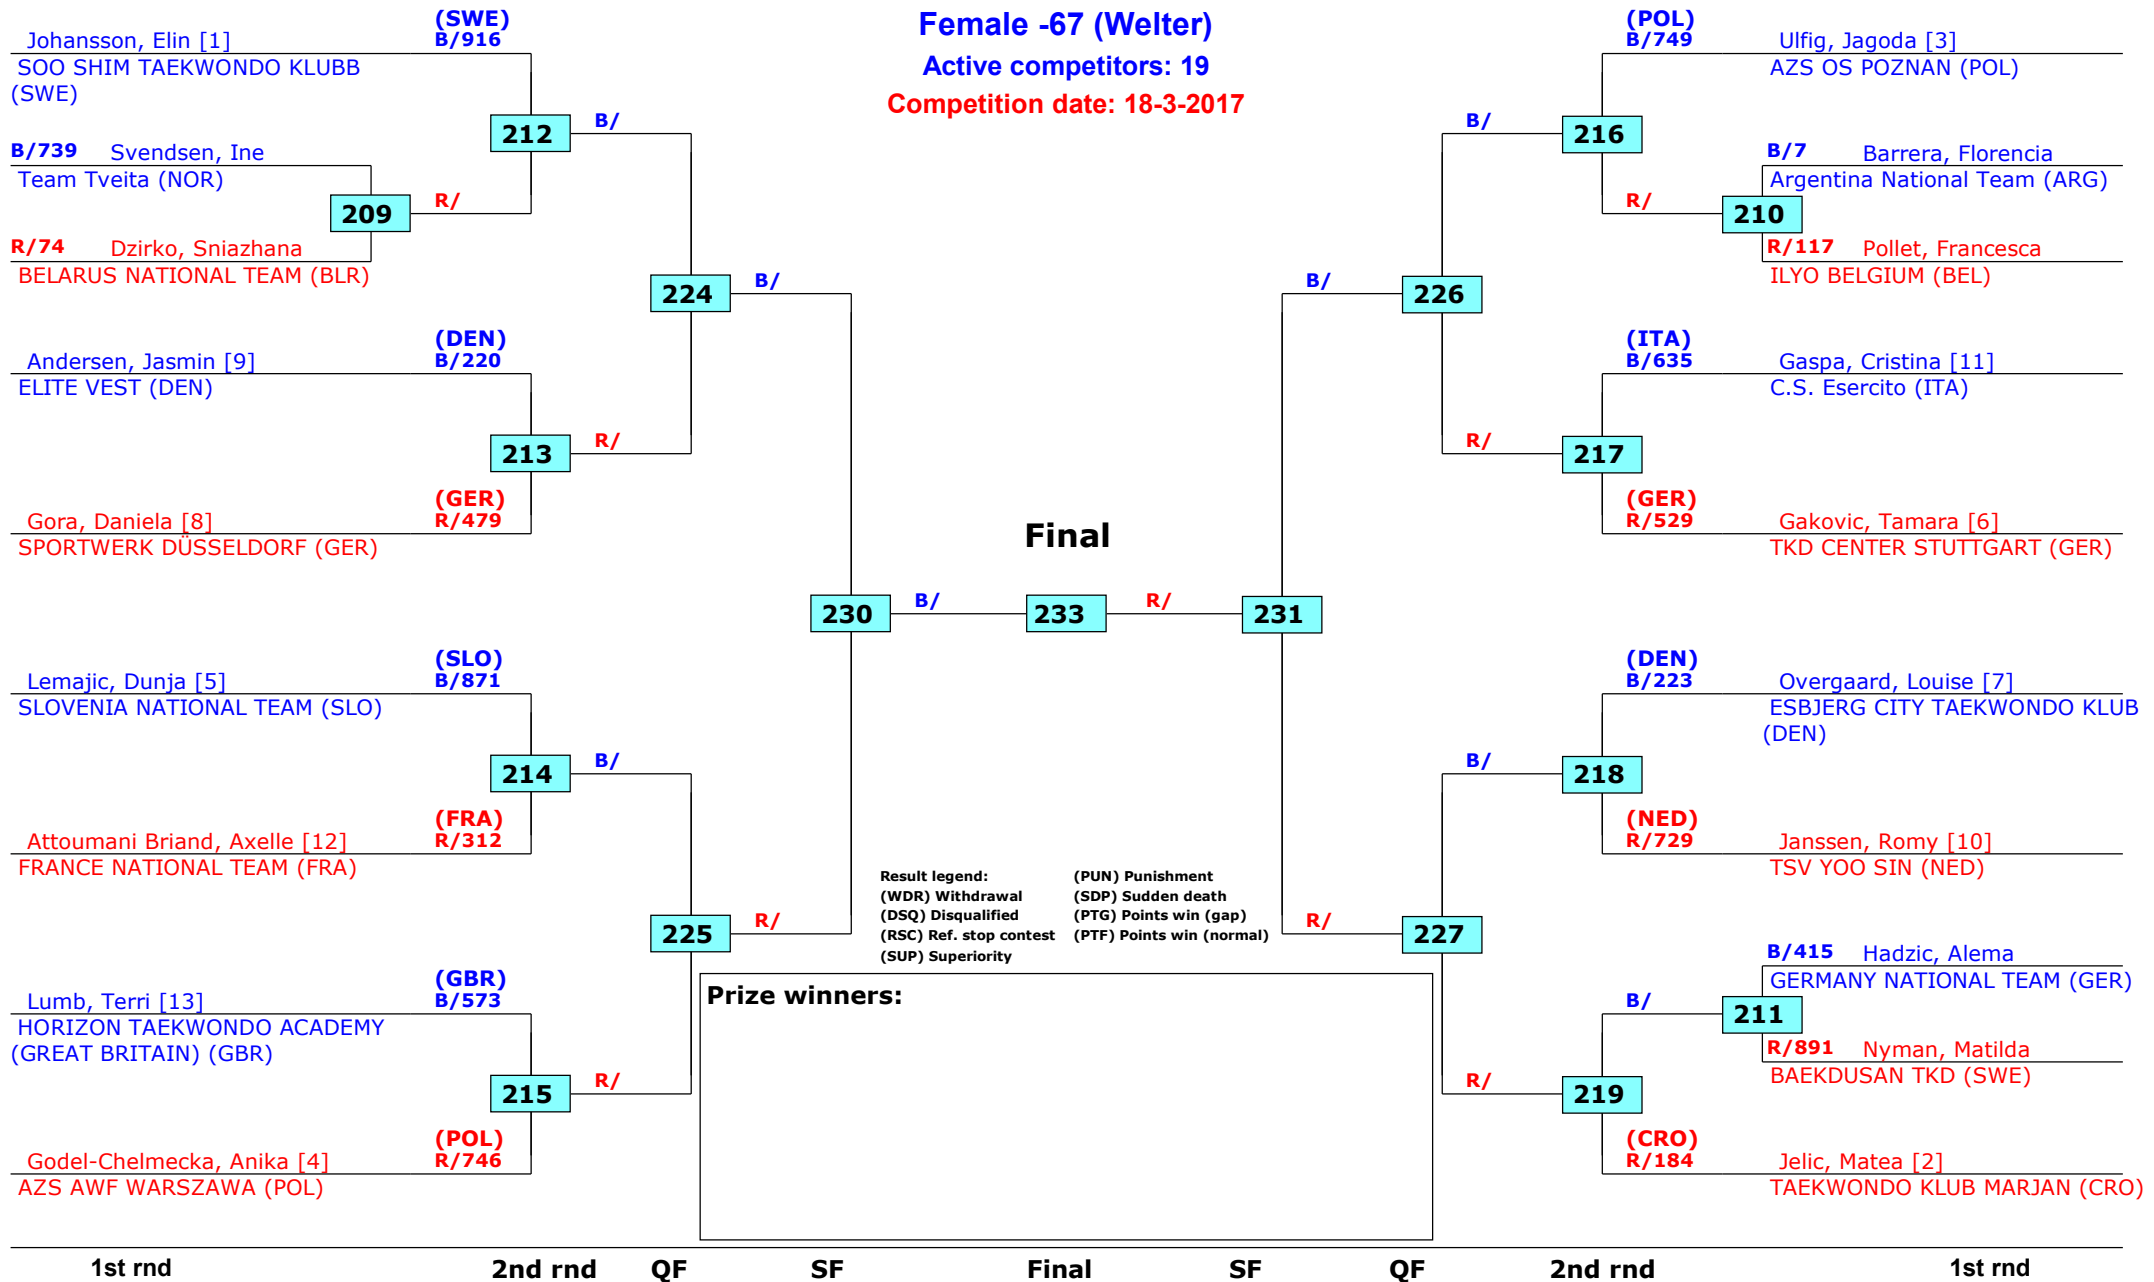 Female -67 (Welter)
Active competitors: 19
Competition date: 18-3-2017
Johansson, Elin [1]
(SWE)
B/916
SOO SHIM TAEKWONDO KLUBB
(SWE)
212
B/
B/739 Svendsen, Ine
Team Tveita (NOR)
209
R/
R/74 Dzirko, Sniazhana
BELARUS NATIONAL TEAM (BLR)
224
B/
Andersen, Jasmin [9]
(DEN)
B/220
ELITE VEST (DEN)
213
R/
Gora, Daniela [8]
(GER)
R/479
SPORTWERK DÜSSELDORF (GER)
230
B/
Lemajic, Dunja [5]
(SLO)
B/871
SLOVENIA NATIONAL TEAM (SLO)
214
B/
Attoumani Briand, Axelle [12]
(FRA)
R/312
FRANCE NATIONAL TEAM (FRA)
225
R/
Lumb, Terri [13]
(GBR)
B/573
HORIZON TAEKWONDO ACADEMY
(GREAT BRITAIN) (GBR)
215
R/
Godel-Chelmecka, Anika [4]
(POL)
R/746
AZS AWF WARSZAWA (POL)
Final
233
(POL)
B/749
Ulfig, Jagoda [3]
AZS OS POZNAN (POL)
B/
216
B/7 Barrera, Florencia
Argentina National Team (ARG)
R/
210
R/117 Pollet, Francesca
ILYO BELGIUM (BEL)
B/
226
(ITA)
B/635
Gaspa, Cristina [11]
C.S. Esercito (ITA)
R/
217
(GER)
R/529
Gakovic, Tamara [6]
TKD CENTER STUTTGART (GER)
R/
231
(DEN)
B/223
Overgaard, Louise [7]
ESBJERG CITY TAEKWONDO KLUB
(DEN)
B/
218
(NED)
R/729
Janssen, Romy [10]
TSV YOO SIN (NED)
R/
227
B/415 Hadzic, Alema
GERMANY NATIONAL TEAM (GER)
B/
211
R/891 Nyman, Matilda
BAEKDUSAN TKD (SWE)
R/
219
(CRO)
R/184
Jelic, Matea [2]
TAEKWONDO KLUB MARJAN (CRO)
Result legend:
(WDR) Withdrawal
(DSQ) Disqualified
(RSC) Ref. stop contest
(SUP) Superiority
(PUN) Punishment
(SDP) Sudden death
(PTG) Points win (gap)
(PTF) Points win (normal)
Prize winners:
1st rnd 2nd rnd QF SF Final SF QF 2nd rnd 1st rnd